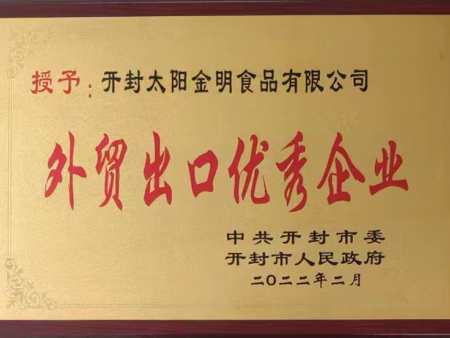 授予：开封太阳金明食品有限公司
外贸出口优秀企业
中共开封市委
开封市人民政府
二〇二二年二月